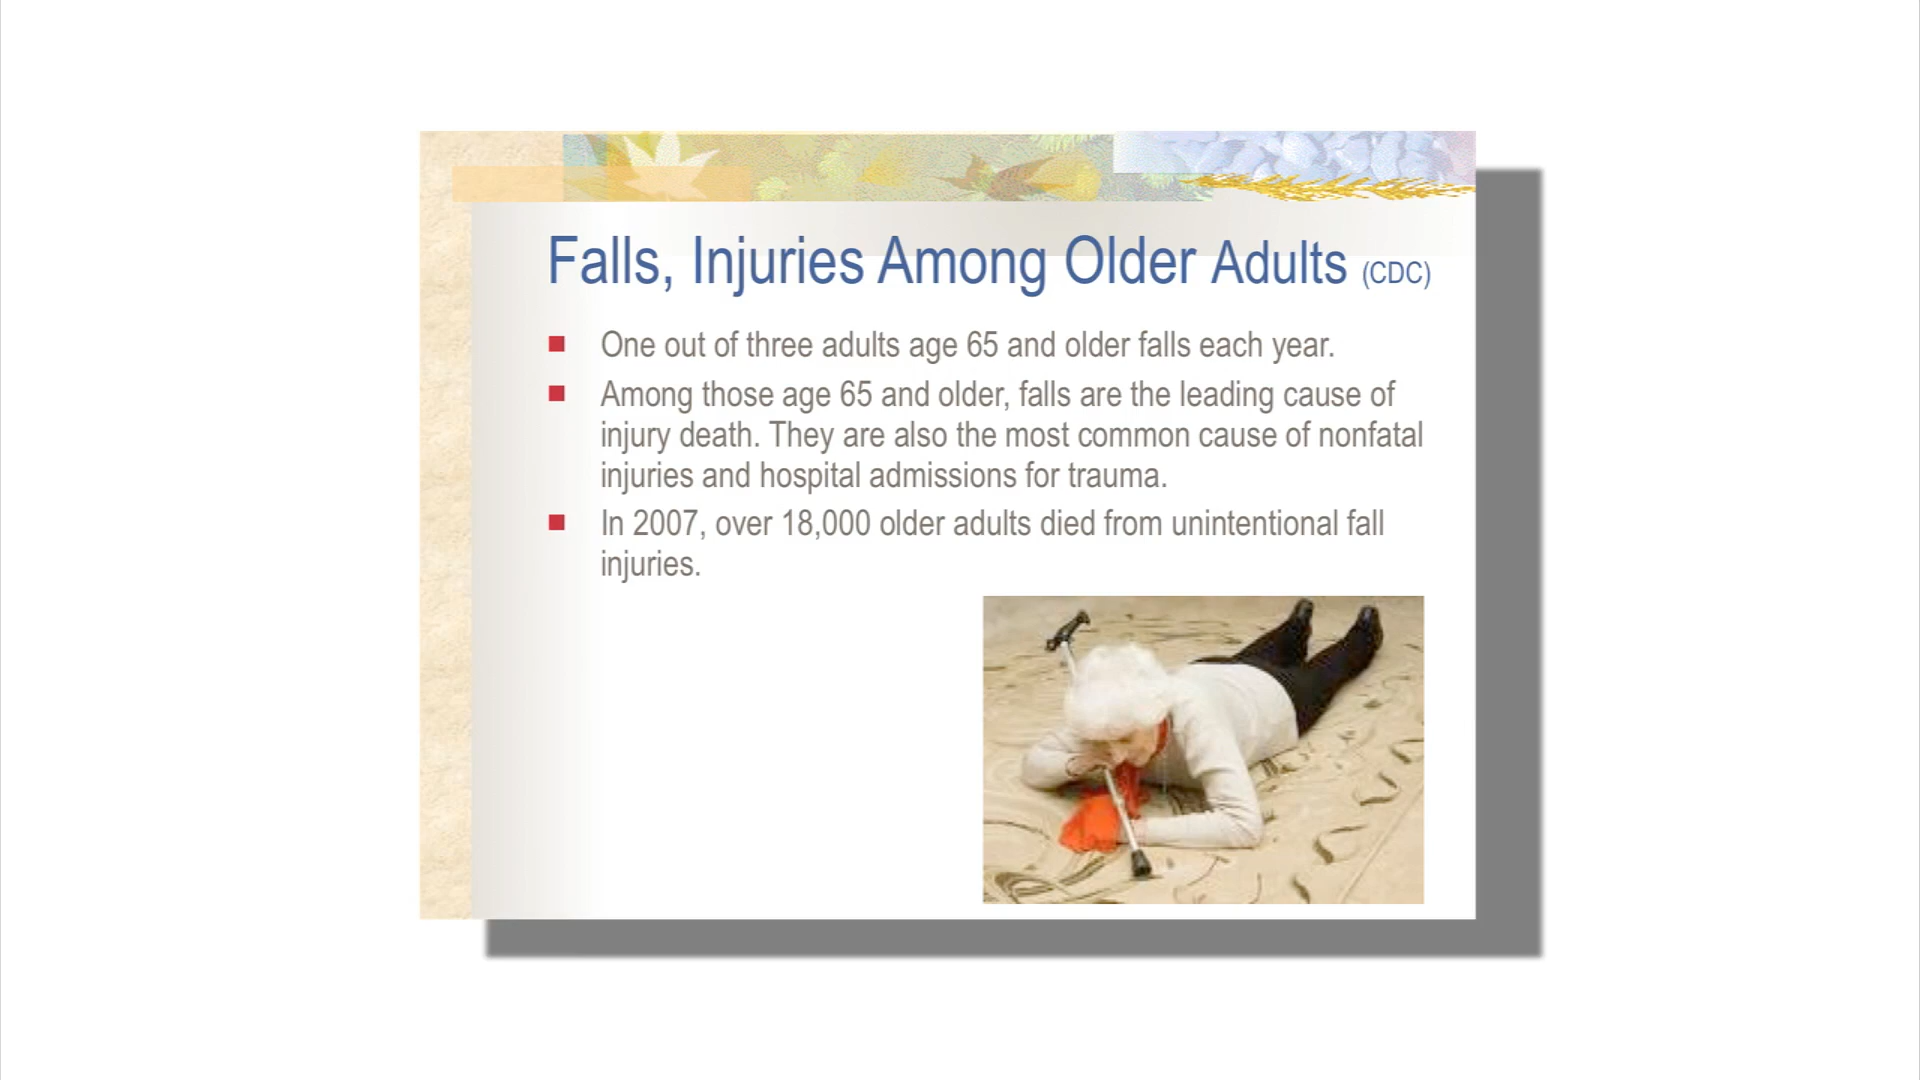 Falls, Injuries Among Older Adults (CDC)
One out of three adults age 65 and older falls each year.
Among those age 65 and older, falls are the leading cause of
injury death. They are also the most common cause of nonfatal
injuries and hospital admissions for trauma.
In 2007, over 18,000 older adults died from unintentional fall
injuries.